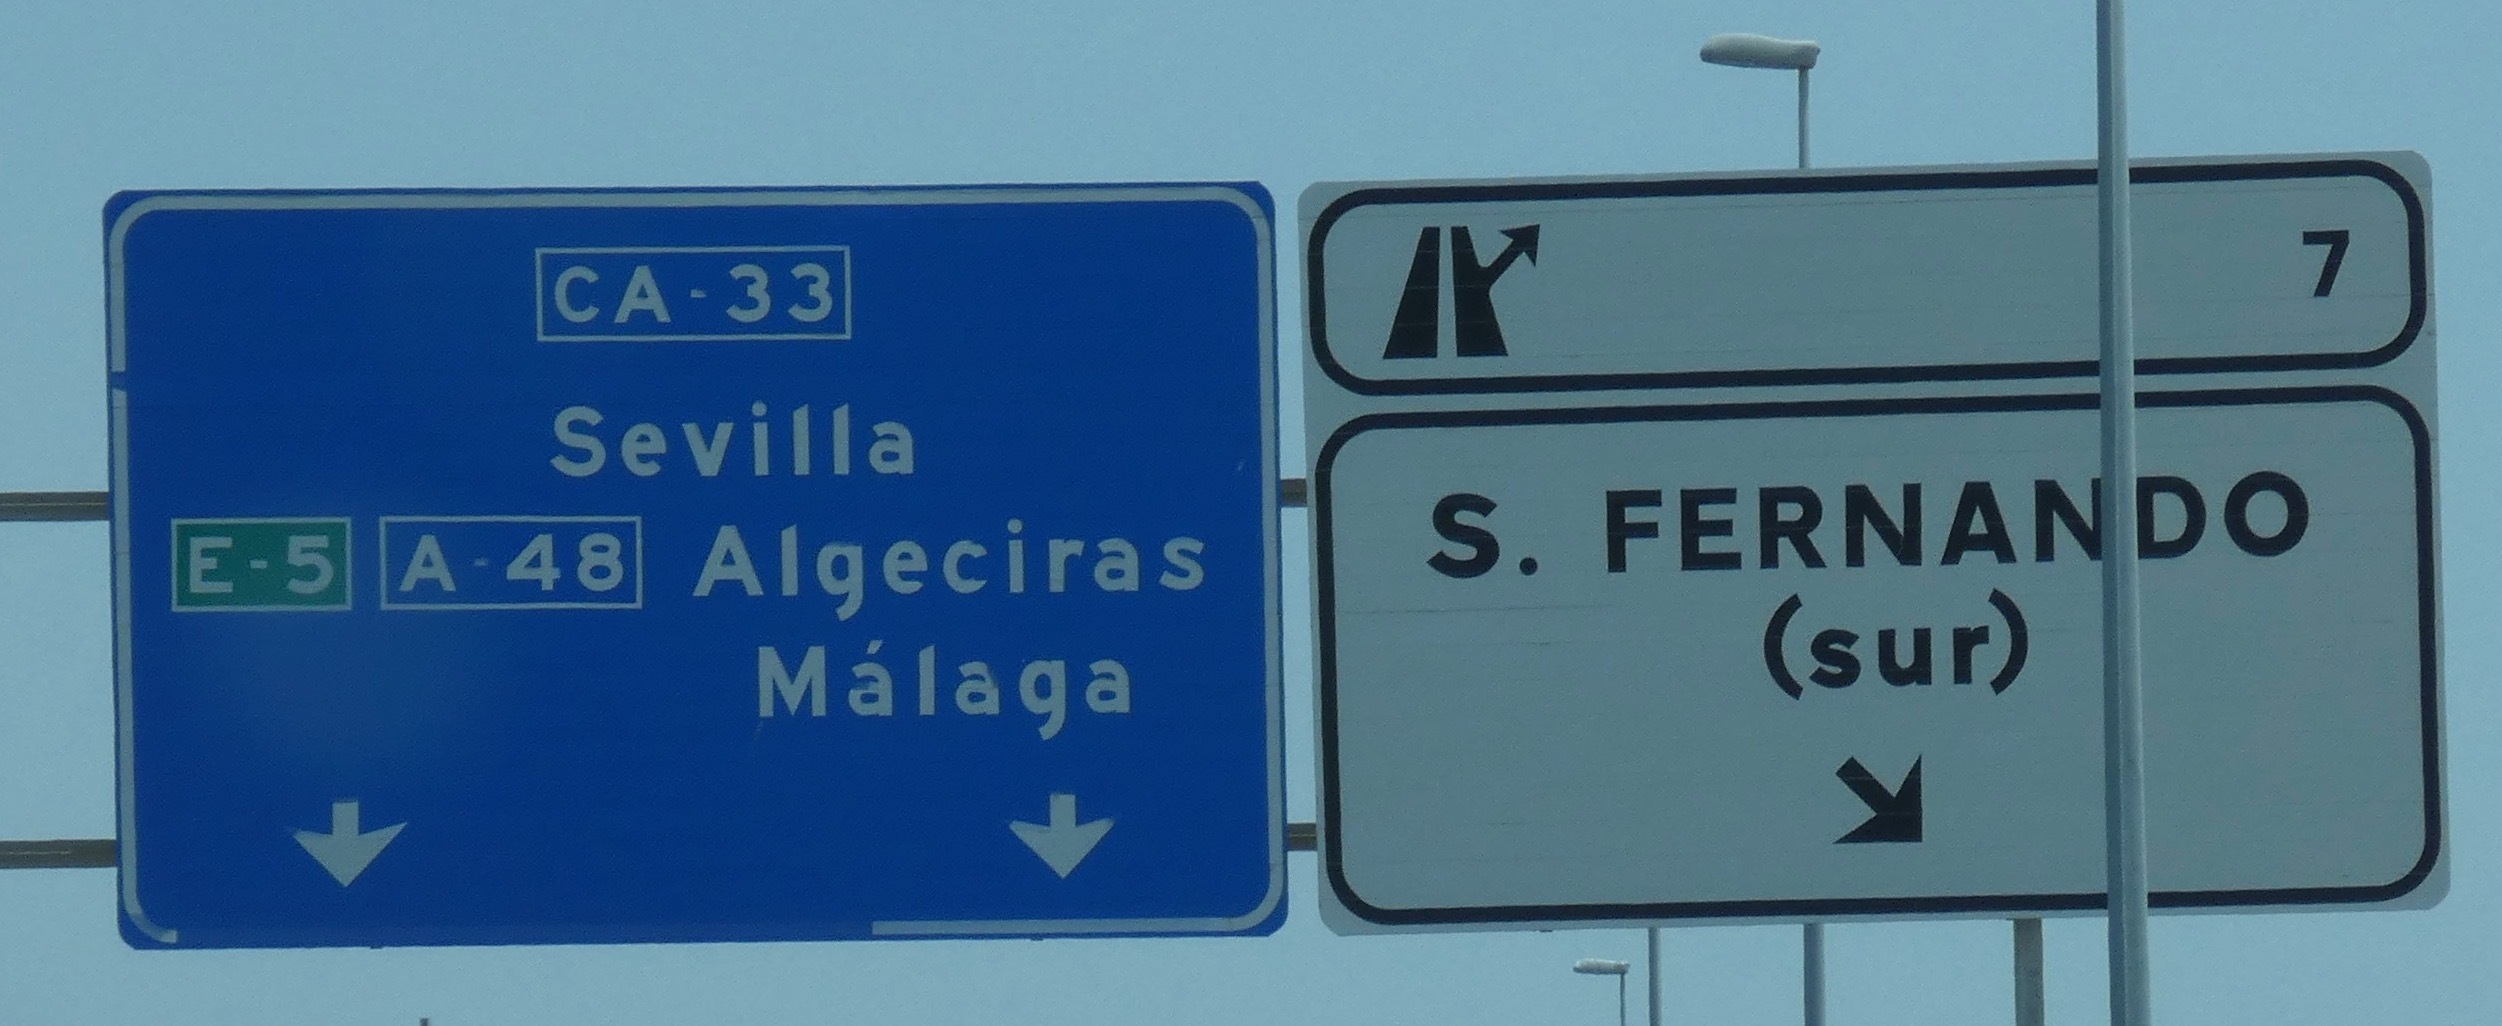 CA-33
Sevilla
E-5 A-48 Algeciras
Málaga
7
S. FERNANDO
(sur)